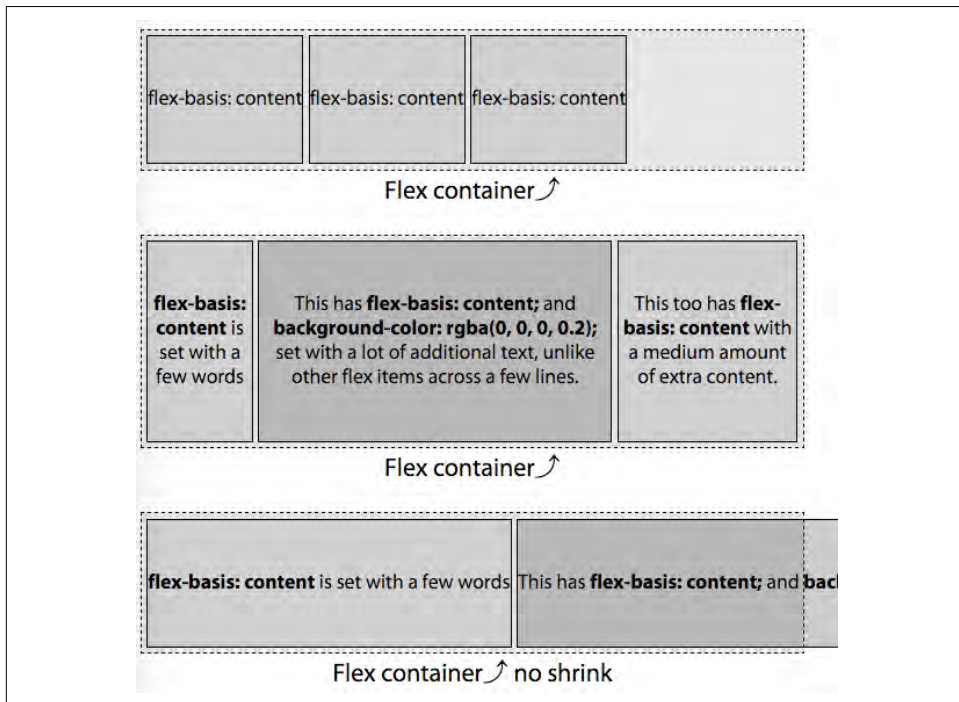 flex-basis: content flex-basis: content flex-basis: content
Flex container
flex-basis:
content is
set with a
few words
This has flex-basis: content; and
background-color: rgba(0, 0, 0, 0.2);
set with a lot of additional text, unlike
other flex items across a few lines.
This too has flex-
basis: content with
a medium amount
of extra content.
Flex container
flex-basis: content is set with a few words
This has flex-basis: content; and bacl
Flex container no shrink